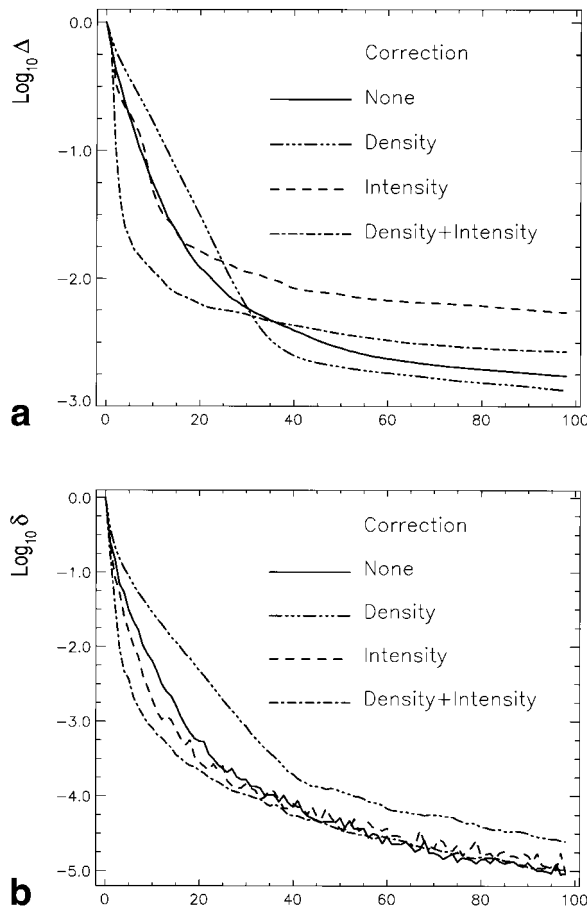 0.0
-1.0
-2.0
-3.0
Log10 Δ
Correction
None
Density
Intensity
Density+Intensity
0 20 40 60 80 100
a
0.0
-1.0
-2.0
-3.0
-4.0
-5.0
Log10 δ
Correction
None
Density
Intensity
Density+Intensity
0 20 40 60 80 100
b